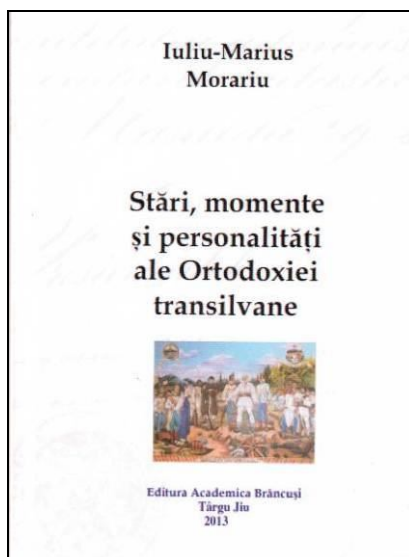 Iuliu-Marius
Morariu
Stări, momente
și personalități
ale Ortodoxiei
transilvane
Editura Academica Brâncuși
Târgu Jiu
2013